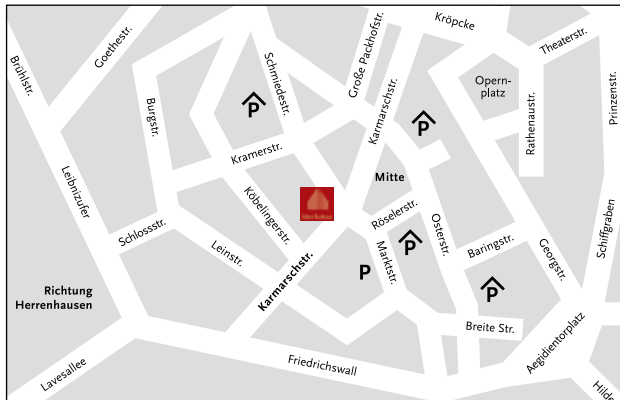 Kröpcke
Goethestr.
Große Packhofstr.
Theaterstr.
Brühlstr.
Schmiedestr.
Opern-
platz
Prinzenstr.
Burgstr.
Karmarschstr.
P
P
Rathenaustr.
Kramerstr.
Mitte
Leibnizufer
Köbelingerstr.
Röselerstr.
Schlossstr.
Osterstr.
Schiffgraben
Leinstr.
P
Baringstr.
Georgstr.
Karmarschstr.
P
Marktstr.
P
Richtung
Herrenhausen
Breite Str.
Aegidientorplatz
Friedrichswall
Lavesallee
Hilde